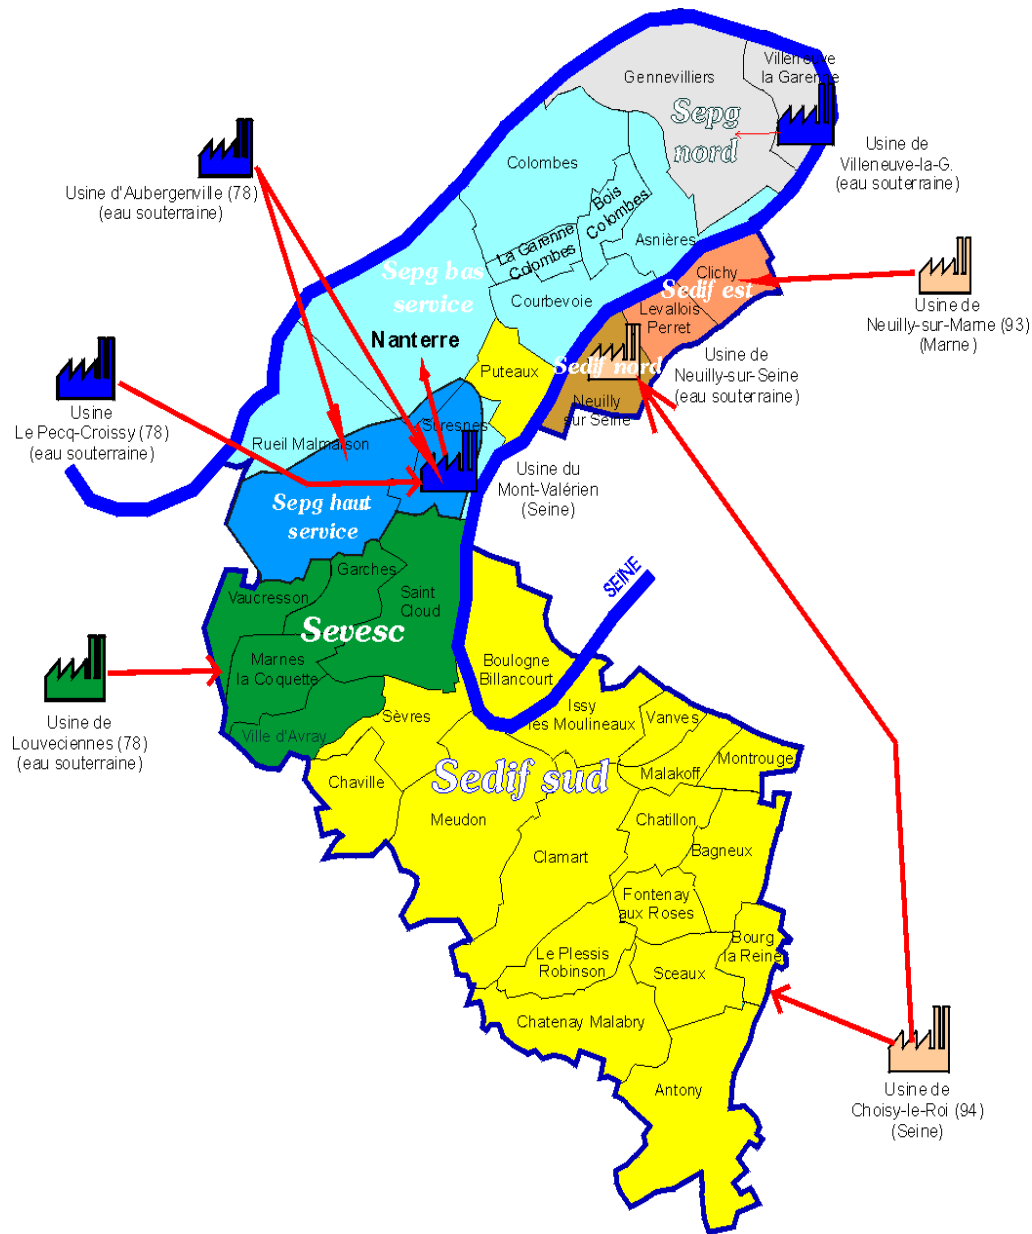 Villeneuve
la Garenne
Gennevilliers
Sepg
nord
Usine de
Villeneuve-la-G.
(eau souterraine)
Colombes
Bois
Colombes
La Garenne
Colombes
Asnières
Usine d'Aubergenville (78)
(eau souterraine)
Sepg bas
service
Courbevoie
Clichy
Sedif est
Levallois
Perret
Usine de
Neuilly-sur-Marne (93)
(Marne)
Nanterre
Puteaux
Sedif nord
Neuilly
sur Seine
Usine de
Neuilly-sur-Seine
(eau souterraine)
Usine
Le Pecq-Croissy (78)
(eau souterraine)
Rueil Malmaison
Suresnes
Usine du
Mont-Valérien
(Seine)
Sepg haut
service
SEINE
Garches
Vaucresson
Saint
Cloud
Sevesc
Marnes
la Coquette
Ville d'Avray
Usine de
Louveciennes (78)
(eau souterraine)
Boulogne
Billancourt
Sèvres
Issy
les Moulineaux
Vanves
Montrouge
Malakoff
Chaville
Sedif sud
Meudon
Chatillon
Bagneux
Clamart
Fontenay
aux Roses
Bourg
la Reine
Le Plessis
Robinson
Sceaux
Chatenay Malabry
Antony
Usine de
Choisy-le-Roi (94)
(Seine)